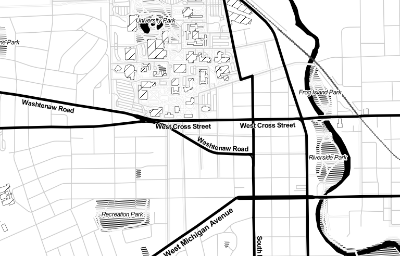 University Park
Frog Island Park
Washtenaw Road
West Cross Street
West Cross Street
Washtenaw Road
Riverside Park
Recreation Park
West Michigan Avenue
South